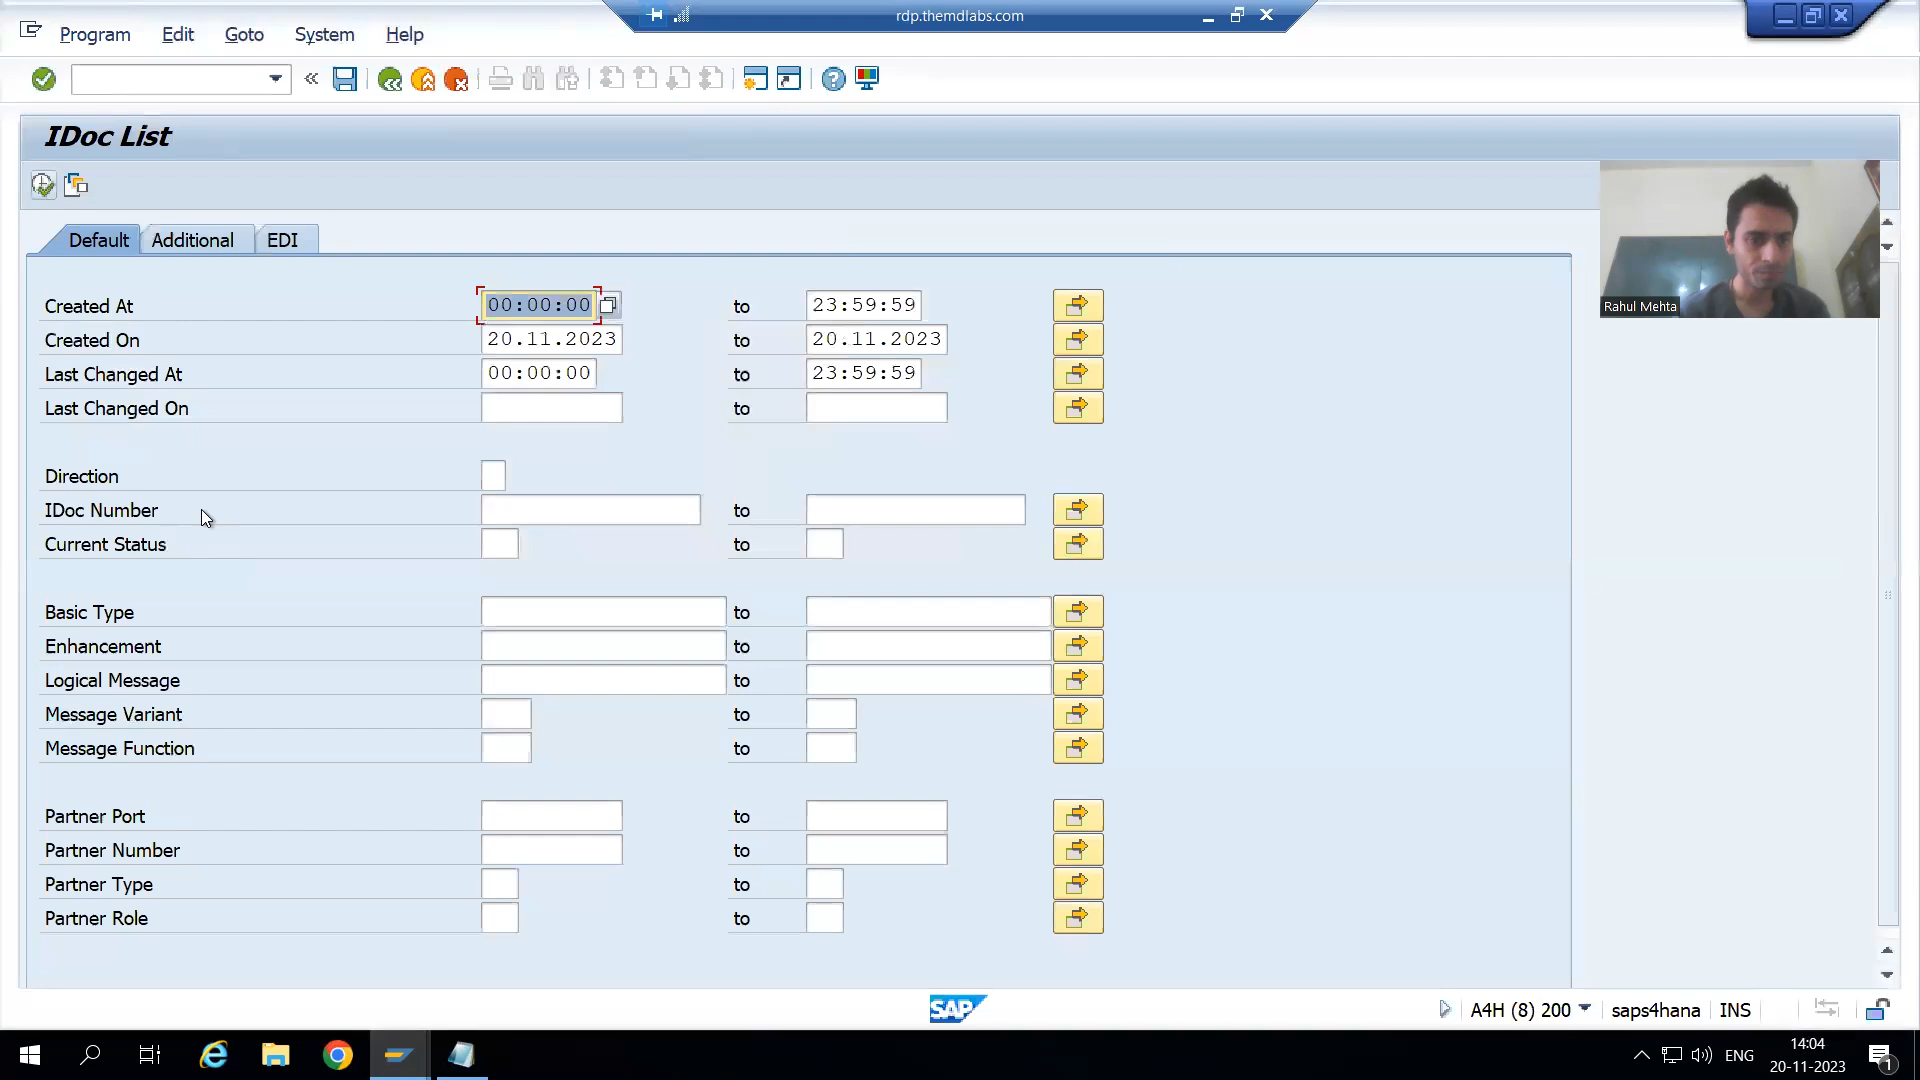 rdp.themdlabs.com
Program Edit Goto System Help
IDoc List
Default Additional EDI
Rahul Mehta
Created At 00:00:00 to 23:59:59
Created On 20.11.2023 to 20.11.2023
Last Changed At 00:00:00 to 23:59:59
Last Changed On to
Direction
IDoc Number to
Current Status to
Basic Type to
Enhancement to
Logical Message to
Message Variant to
Message Function to
Partner Port to
Partner Number to
Partner Type to
Partner Role to
SAP
A4H (8) 200 saps4hana INS
ENG
14:04
20-11-2023
1